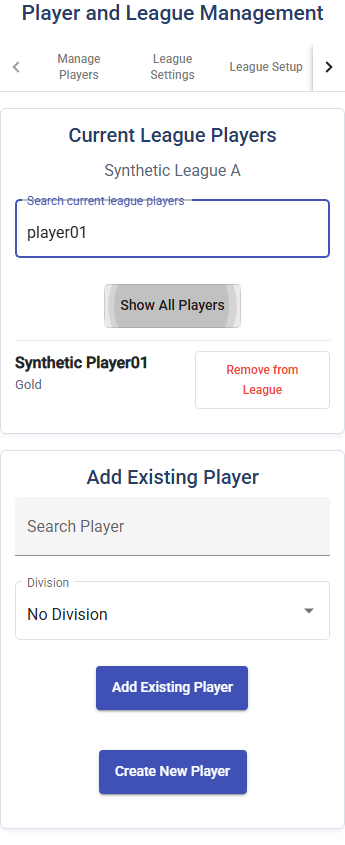 Player and League Management
Manage
Players
League
Settings
League Setup
Current League Players
Synthetic League A
Search current league players
player01
Show All Players
Synthetic Player01
Gold
Remove from
League
Add Existing Player
Search Player
Division
No Division
Add Existing Player
Create New Player